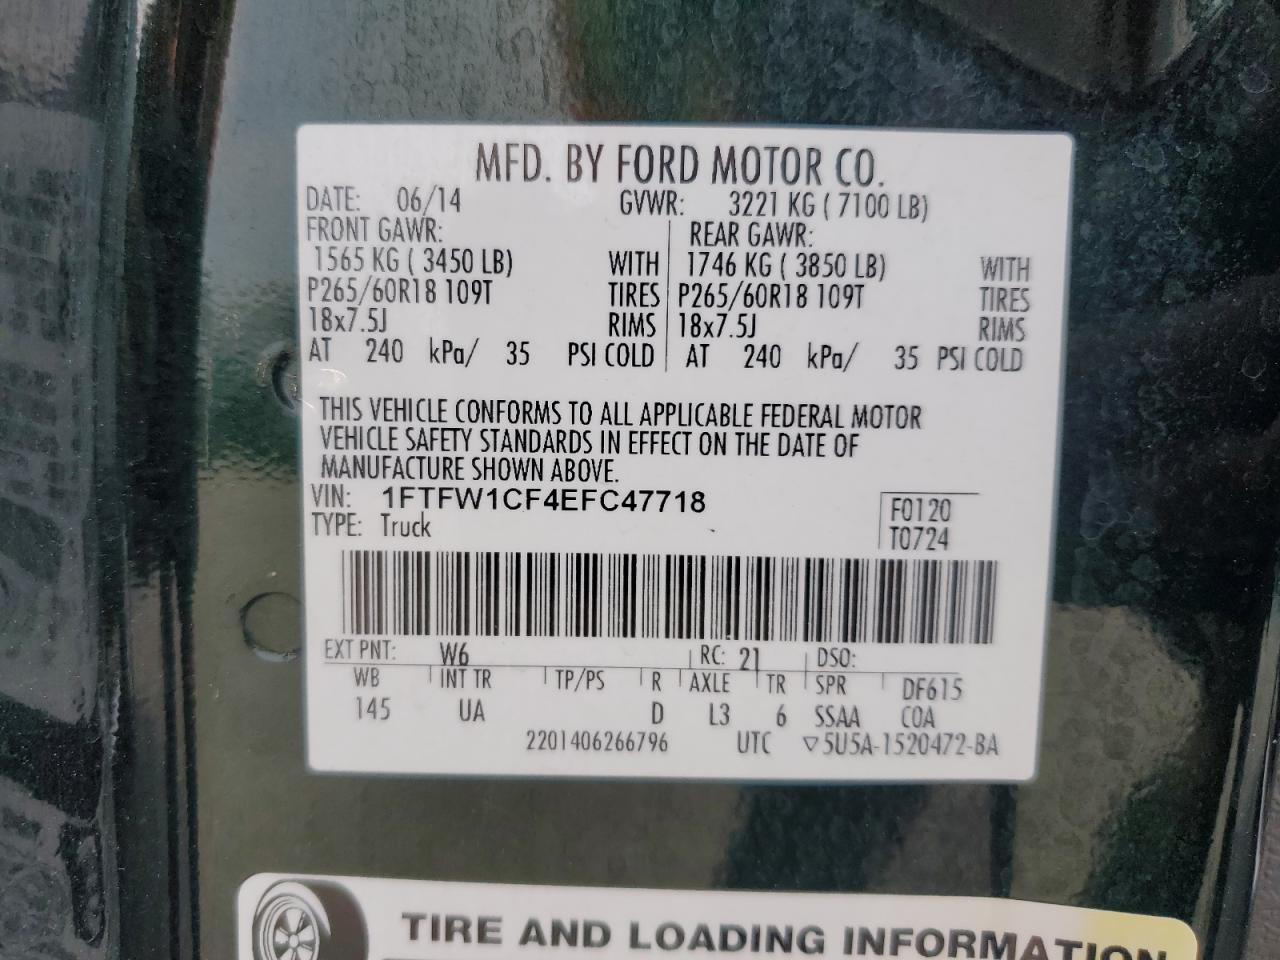 MFD. BY FORD MOTOR CO.
DATE: 06/14 GVWR: 3221 KG ( 7100 LB)
FRONT GAWR: REAR GAWR:
1565 KG ( 3450 LB) WITH 1746 KG ( 3850 LB) WITH
P265/60R18 109T TIRES P265/60R18 109T TIRES
18x7.5J RIMS 18x7.5J RIMS
AT 240 kPa/ 35 PSI COLD AT 240 kPa/ 35 PSI COLD
THIS VEHICLE CONFORMS TO ALL APPLICABLE FEDERAL MOTOR
VEHICLE SAFETY STANDARDS IN EFFECT ON THE DATE OF
MANUFACTURE SHOWN ABOVE.
VIN: 1FTFW1CF4EFC47718 F0120
TYPE: Truck T0724
EXT PNT: W6 RC: 21 DSO:
WB INT TR TP/PS R AXLE TR SPR DF615
145 UA D L3 6 SSAA COA
2201406266796 UTC ▽5U5A-1520472-BA
TIRE AND LOADING INFORMATION